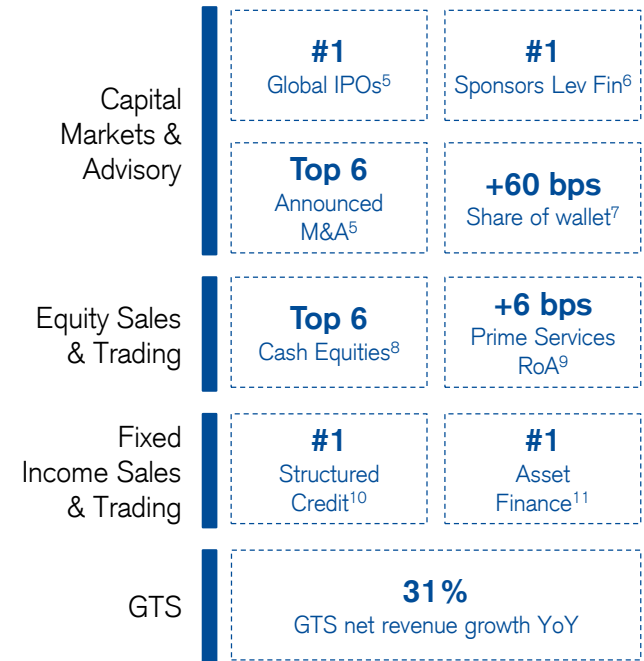 Capital
Markets &
Advisory
#1
Global IPOs⁵
#1
Sponsors Lev Fin⁶
Top 6
Announced
M&A⁵
+60 bps
Share of wallet⁷
Equity Sales
& Trading
Top 6
Cash Equities⁸
+6 bps
Prime Services
RoA⁹
Fixed
Income Sales
& Trading
#1
Structured
Credit¹⁰
#1
Asset
Finance¹¹
GTS
31%
GTS net revenue growth YoY